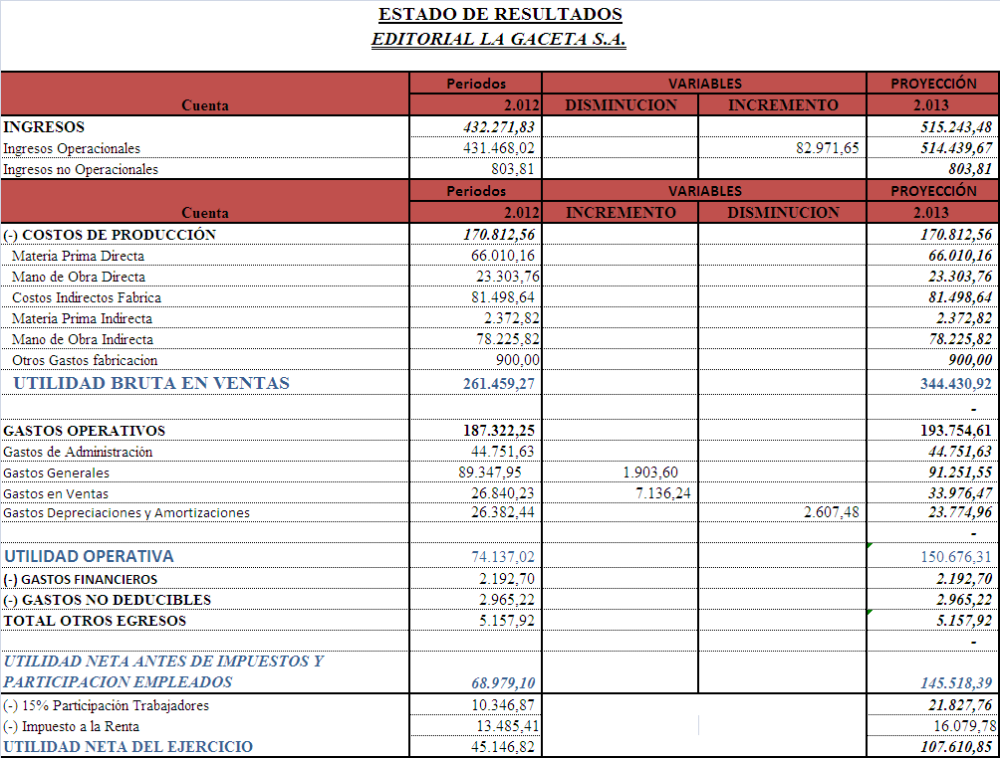 ESTADO DE RESULTADOS
EDITORIAL LA GACETA S.A.
Periodos VARIABLES PROYECCIÓN
Cuenta 2.012 DISMINUCION INCREMENTO 2.013
INGRESOS 432.271,83 515.243,48
Ingresos Operacionales 431.468,02 82.971,65 514.439,67
Ingresos no Operacionales 803,81 803,81
Periodos VARIABLES PROYECCIÓN
Cuenta 2.012 INCREMENTO DISMINUCION 2.013
(-) COSTOS DE PRODUCCIÓN 170.812,56 170.812,56
Materia Prima Directa 66.010,16 66.010,16
Mano de Obra Directa 23.303,76 23.303,76
Costos Indirectos Fabrica 81.498,64 81.498,64
Materia Prima Indirecta 2.372,82 2.372,82
Mano de Obra Indirecta 78.225,82 78.225,82
Otros Gastos fabricacion 900,00 900,00
UTILIDAD BRUTA EN VENTAS 261.459,27 344.430,92
-
GASTOS OPERATIVOS 187.322,25 193.754,61
Gastos de Administración 44.751,63 44.751,63
Gastos Generales 89.347,95 1.903,60 91.251,55
Gastos en Ventas 26.840,23 7.136,24 33.976,47
Gastos Depreciaciones y Amortizaciones 26.382,44 2.607,48 23.774,96
-
UTILIDAD OPERATIVA 74.137,02 150.676,31
(-) GASTOS FINANCIEROS 2.192,70 2.192,70
(-) GASTOS NO DEDUCIBLES 2.965,22 2.965,22
TOTAL OTROS EGRESOS 5.157,92 5.157,92
-
UTILIDAD NETA ANTES DE IMPUESTOS Y
PARTICIPACION EMPLEADOS 68.979,10 145.518,39
(-) 15% Participación Trabajadores 10.346,87 21.827,76
(-) Impuesto a la Renta 13.485,41 16.079,78
UTILIDAD NETA DEL EJERCICIO 45.146,82 107.610,85